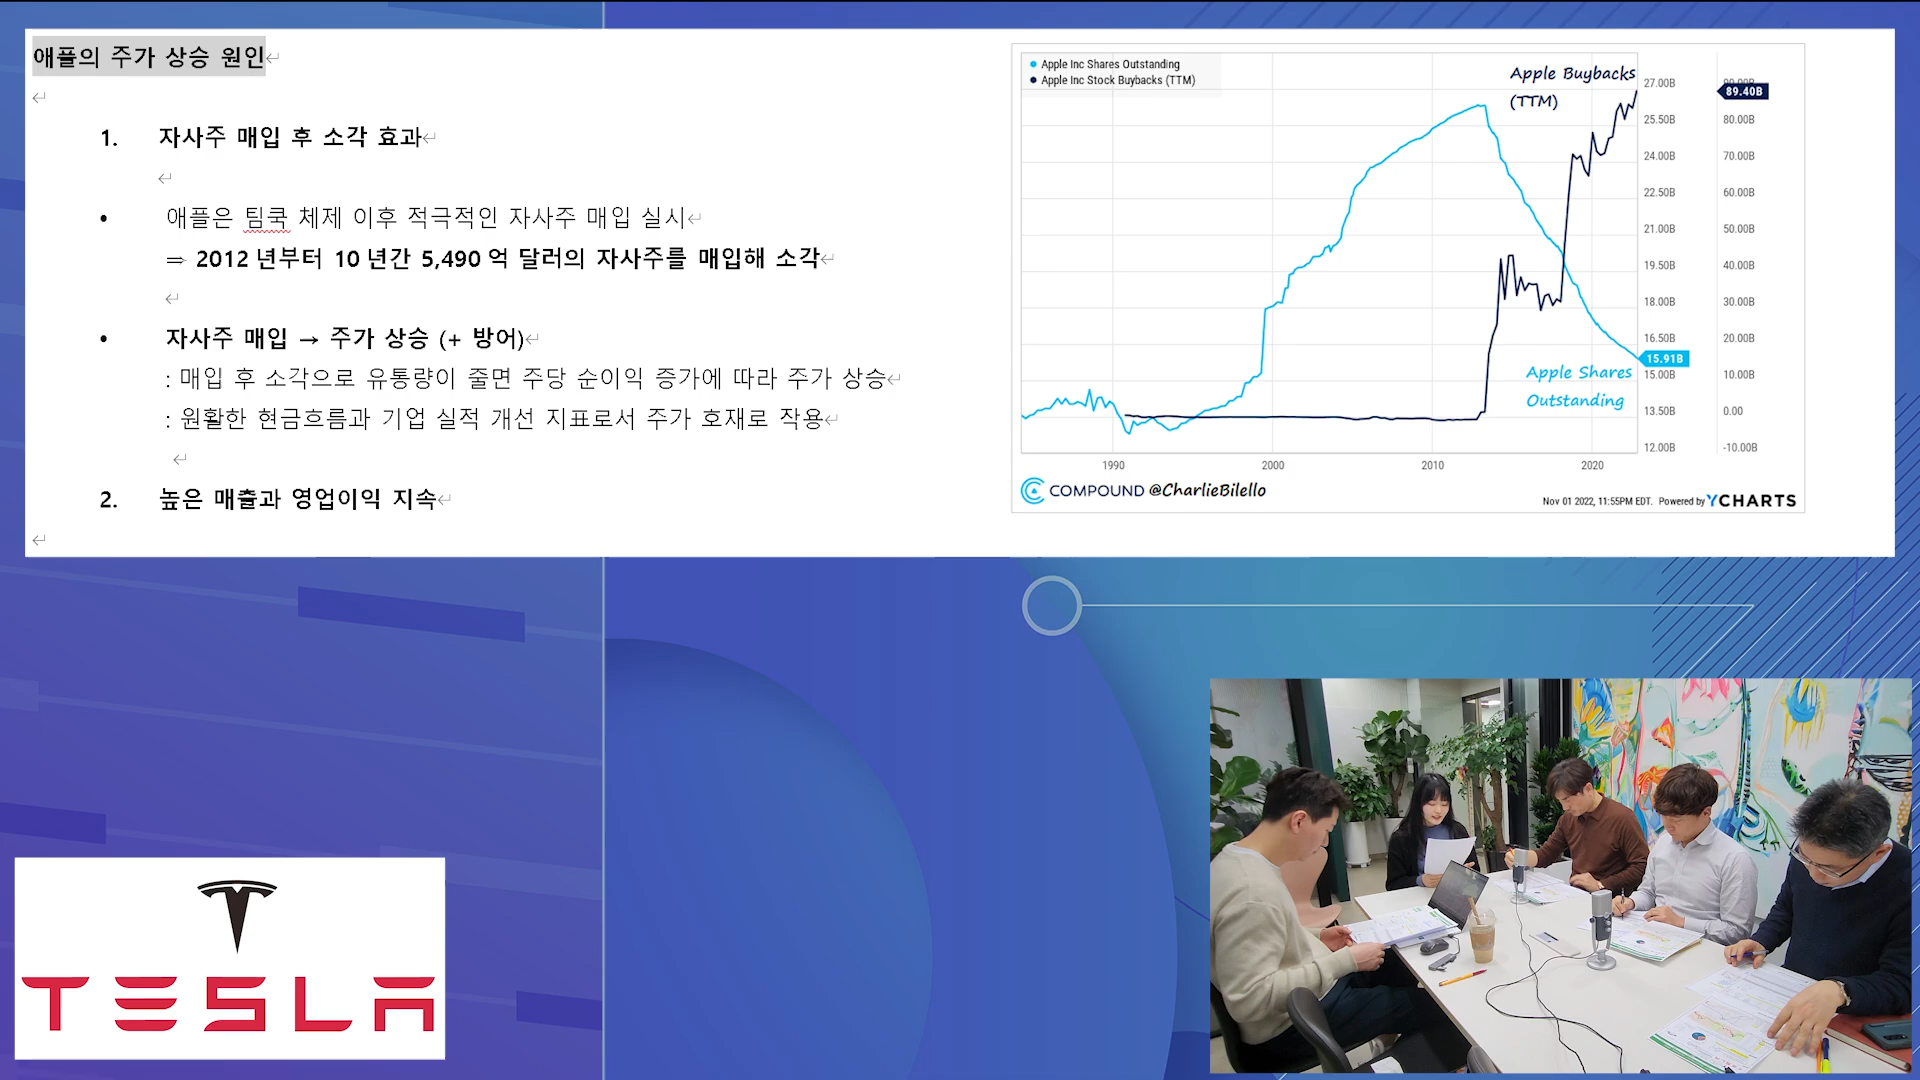 애플의 주가 상승 원인
1. 자사주 매입 후 소각 효과
• 애플은 팀쿡 체제 이후 적극적인 자사주 매입 실시
⇒ 2012년부터 10년간 5,490억 달러의 자사주를 매입해 소각
• 자사주 매입 → 주가 상승 (+ 방어)
: 매입 후 소각으로 유통량이 줄면 주당 순이익 증가에 따라 주가 상승
: 원활한 현금흐름과 기업 실적 개선 지표로서 주가 호재로 작용
2. 높은 매출과 영업이익 지속
Apple Inc Shares Outstanding
Apple Inc Stock Buybacks (TTM)
Apple Buybacks
(TTM)
27.00B
25.50B
24.00B
22.50B
21.00B
19.50B
18.00B
16.50B
15.91B
15.00B
13.50B
12.00B
90.00B
89.40B
80.00B
70.00B
60.00B
50.00B
40.00B
30.00B
20.00B
10.00B
0.00
-10.00B
Apple Shares
Outstanding
1990 2000 2010 2020
COMPOUND @CharlieBilello
Nov 01 2022, 11:55PM EDT. Powered by YCHARTS
TESLA